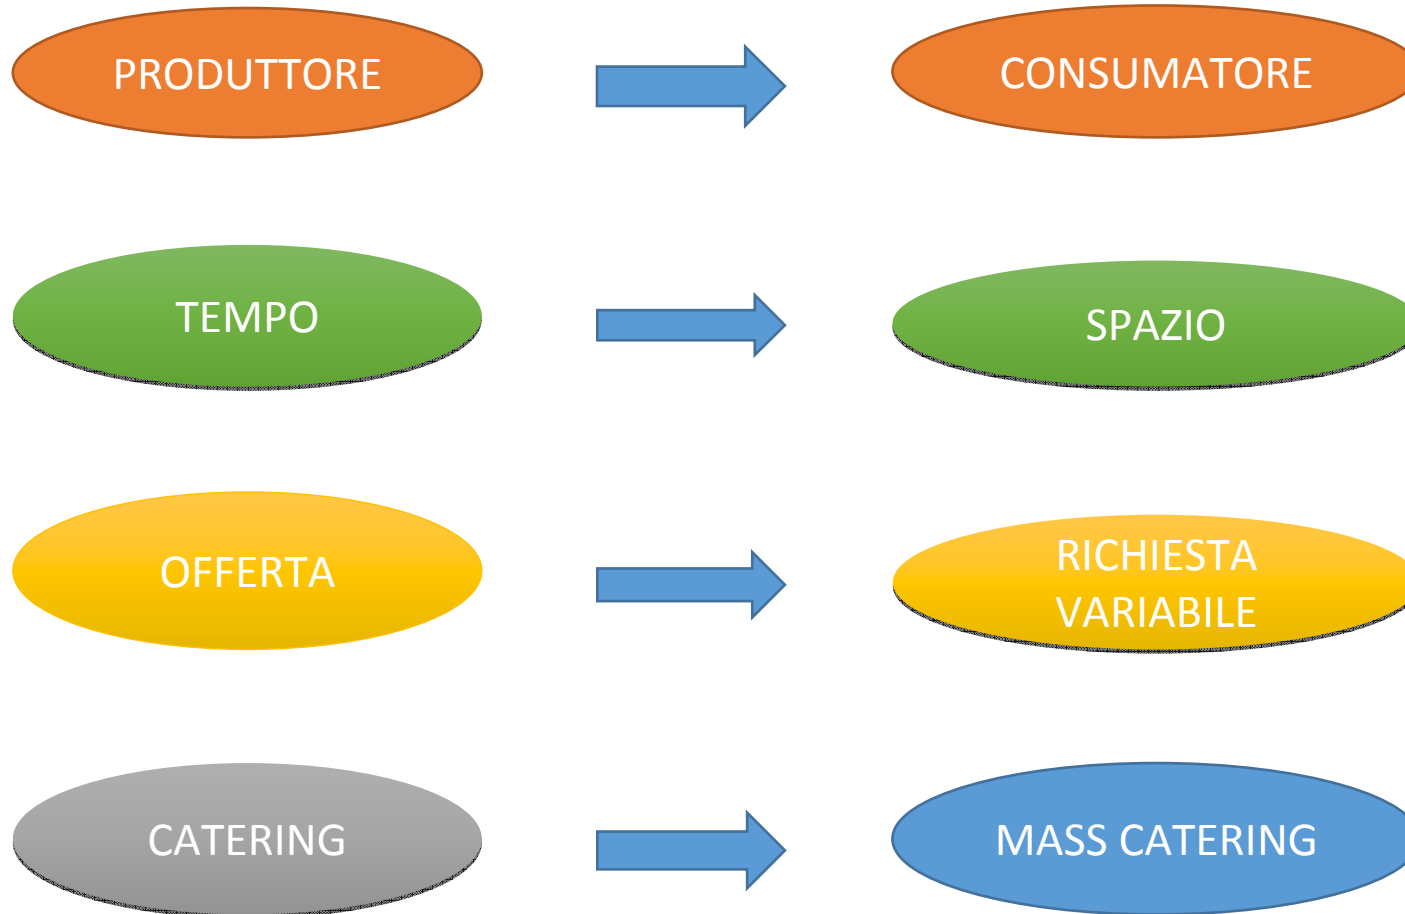 PRODUTTORE
CONSUMATORE
TEMPO
SPAZIO
OFFERTA
RICHIESTA
VARIABILE
CATERING
MASS CATERING